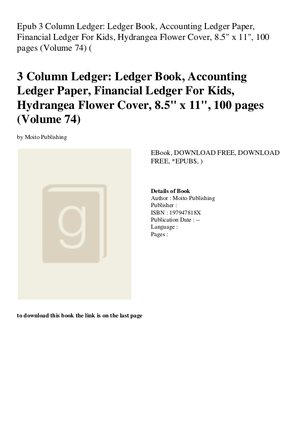 Epub 3 Column Ledger: Ledger Book, Accounting Ledger Paper,
Financial Ledger For Kids, Hydrangea Flower Cover, 8.5" x 11", 100
pages (Volume 74) (
3 Column Ledger: Ledger Book, Accounting
Ledger Paper, Financial Ledger For Kids,
Hydrangea Flower Cover, 8.5" x 11", 100 pages
(Volume 74)
by Moito Publishing
g
EBook, DOWNLOAD FREE, DOWNLOAD
FREE, *EPUB$, )
Details of Book
Author : Moito Publishing
Publisher :
ISBN : 197947818X
Publication Date : --
Language :
Pages :
to download this book the link is on the last page